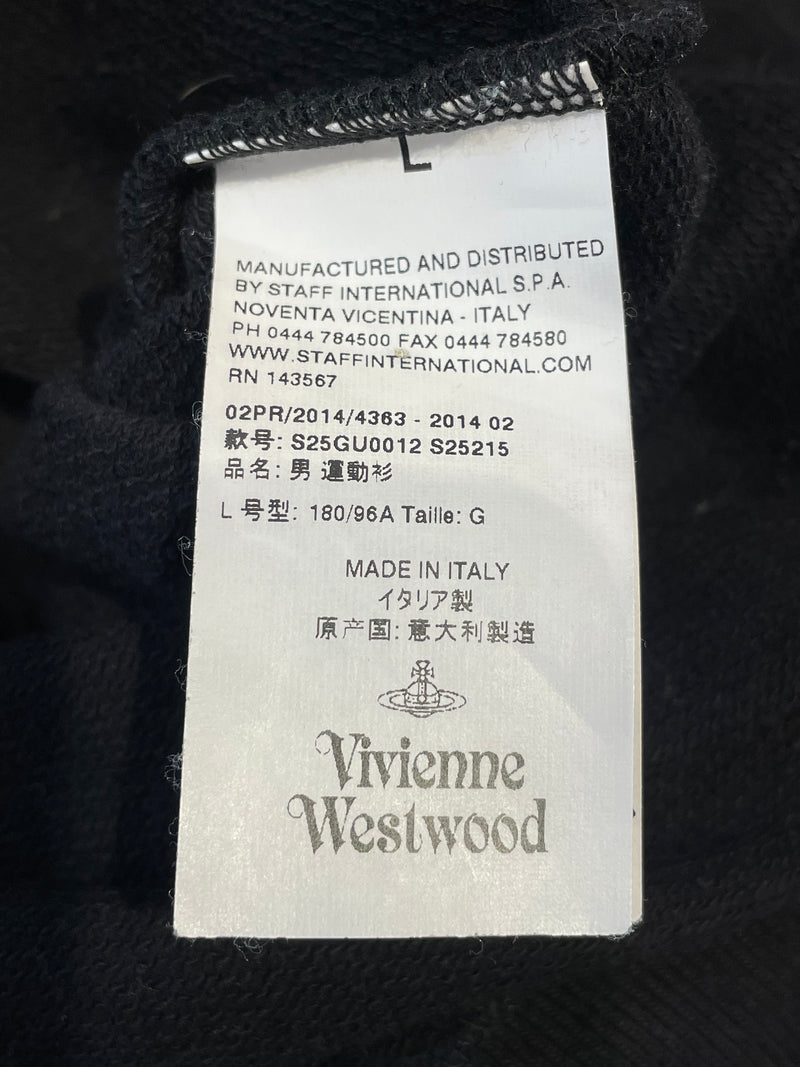 L
MANUFACTURED AND DISTRIBUTED
BY STAFF INTERNATIONAL S.P.A.
NOVENTA VICENTINA - ITALY
PH 0444 784500 FAX 0444 784580
WWW.STAFFINTERNATIONAL.COM
RN 143567
02PR/2014/4363 - 2014 02
款号: S25GU0012 S25215
品名: 男 運動衫
L 号型: 180/96A Taille: G
MADE IN ITALY
イタリア製
原产国: 意大利製造
Vivienne
Westwood